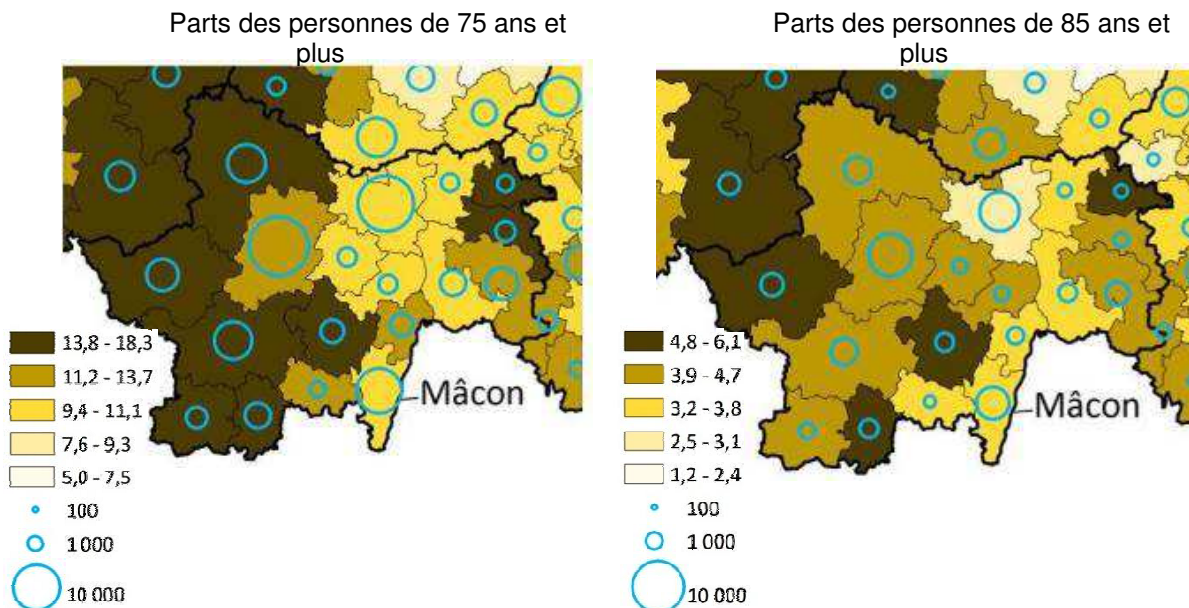 Parts des personnes de 75 ans et
plus
Mâcon
13,8 - 18,3
11,2 - 13,7
9,4 - 11,1
7,6 - 9,3
5,0 - 7,5
100
1 000
10 000
Parts des personnes de 85 ans et
plus
Mâcon
4,8 - 6,1
3,9 - 4,7
3,2 - 3,8
2,5 - 3,1
1,2 - 2,4
100
1 000
10 000